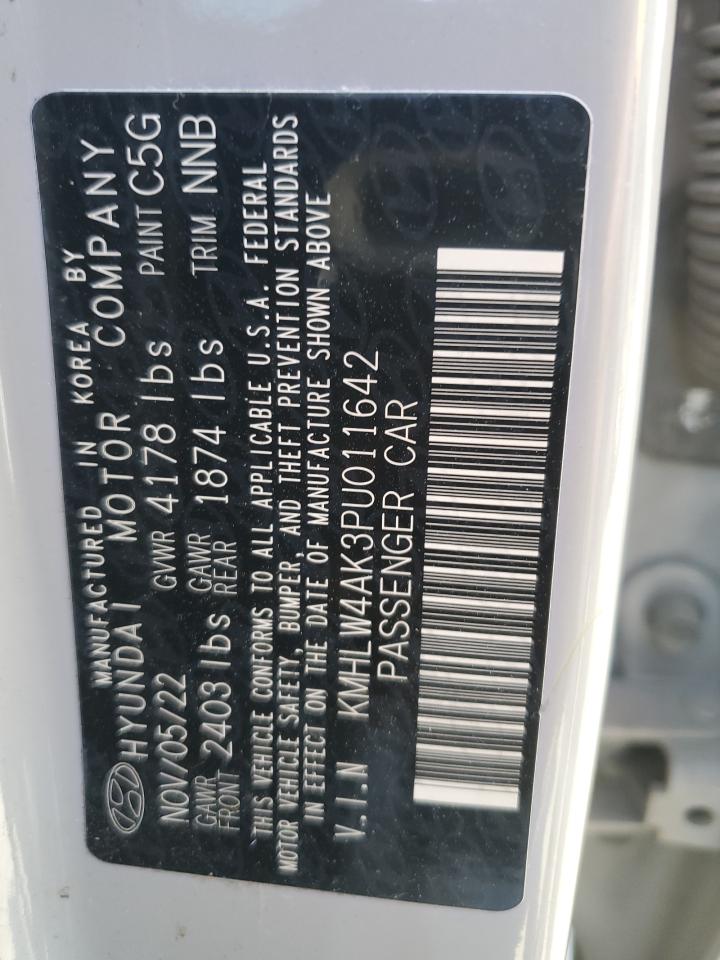 MANUFACTURED IN KOREA BY
HYUNDAI MOTOR COMPANY
NOV/05/22 GVWR 4178 lbs PAINT C5G
GAWR FRONT 2403 lbs GAWR REAR 1874 lbs TRIM NNB
THIS VEHICLE CONFORMS TO ALL APPLICABLE U.S.A. FEDERAL
MOTOR VEHICLE SAFETY, BUMPER, AND THEFT PREVENTION STANDARDS
IN EFFECT ON THE DATE OF MANUFACTURE SHOWN ABOVE
V.I.N KMHLW4AK3PU011642
PASSENGER CAR